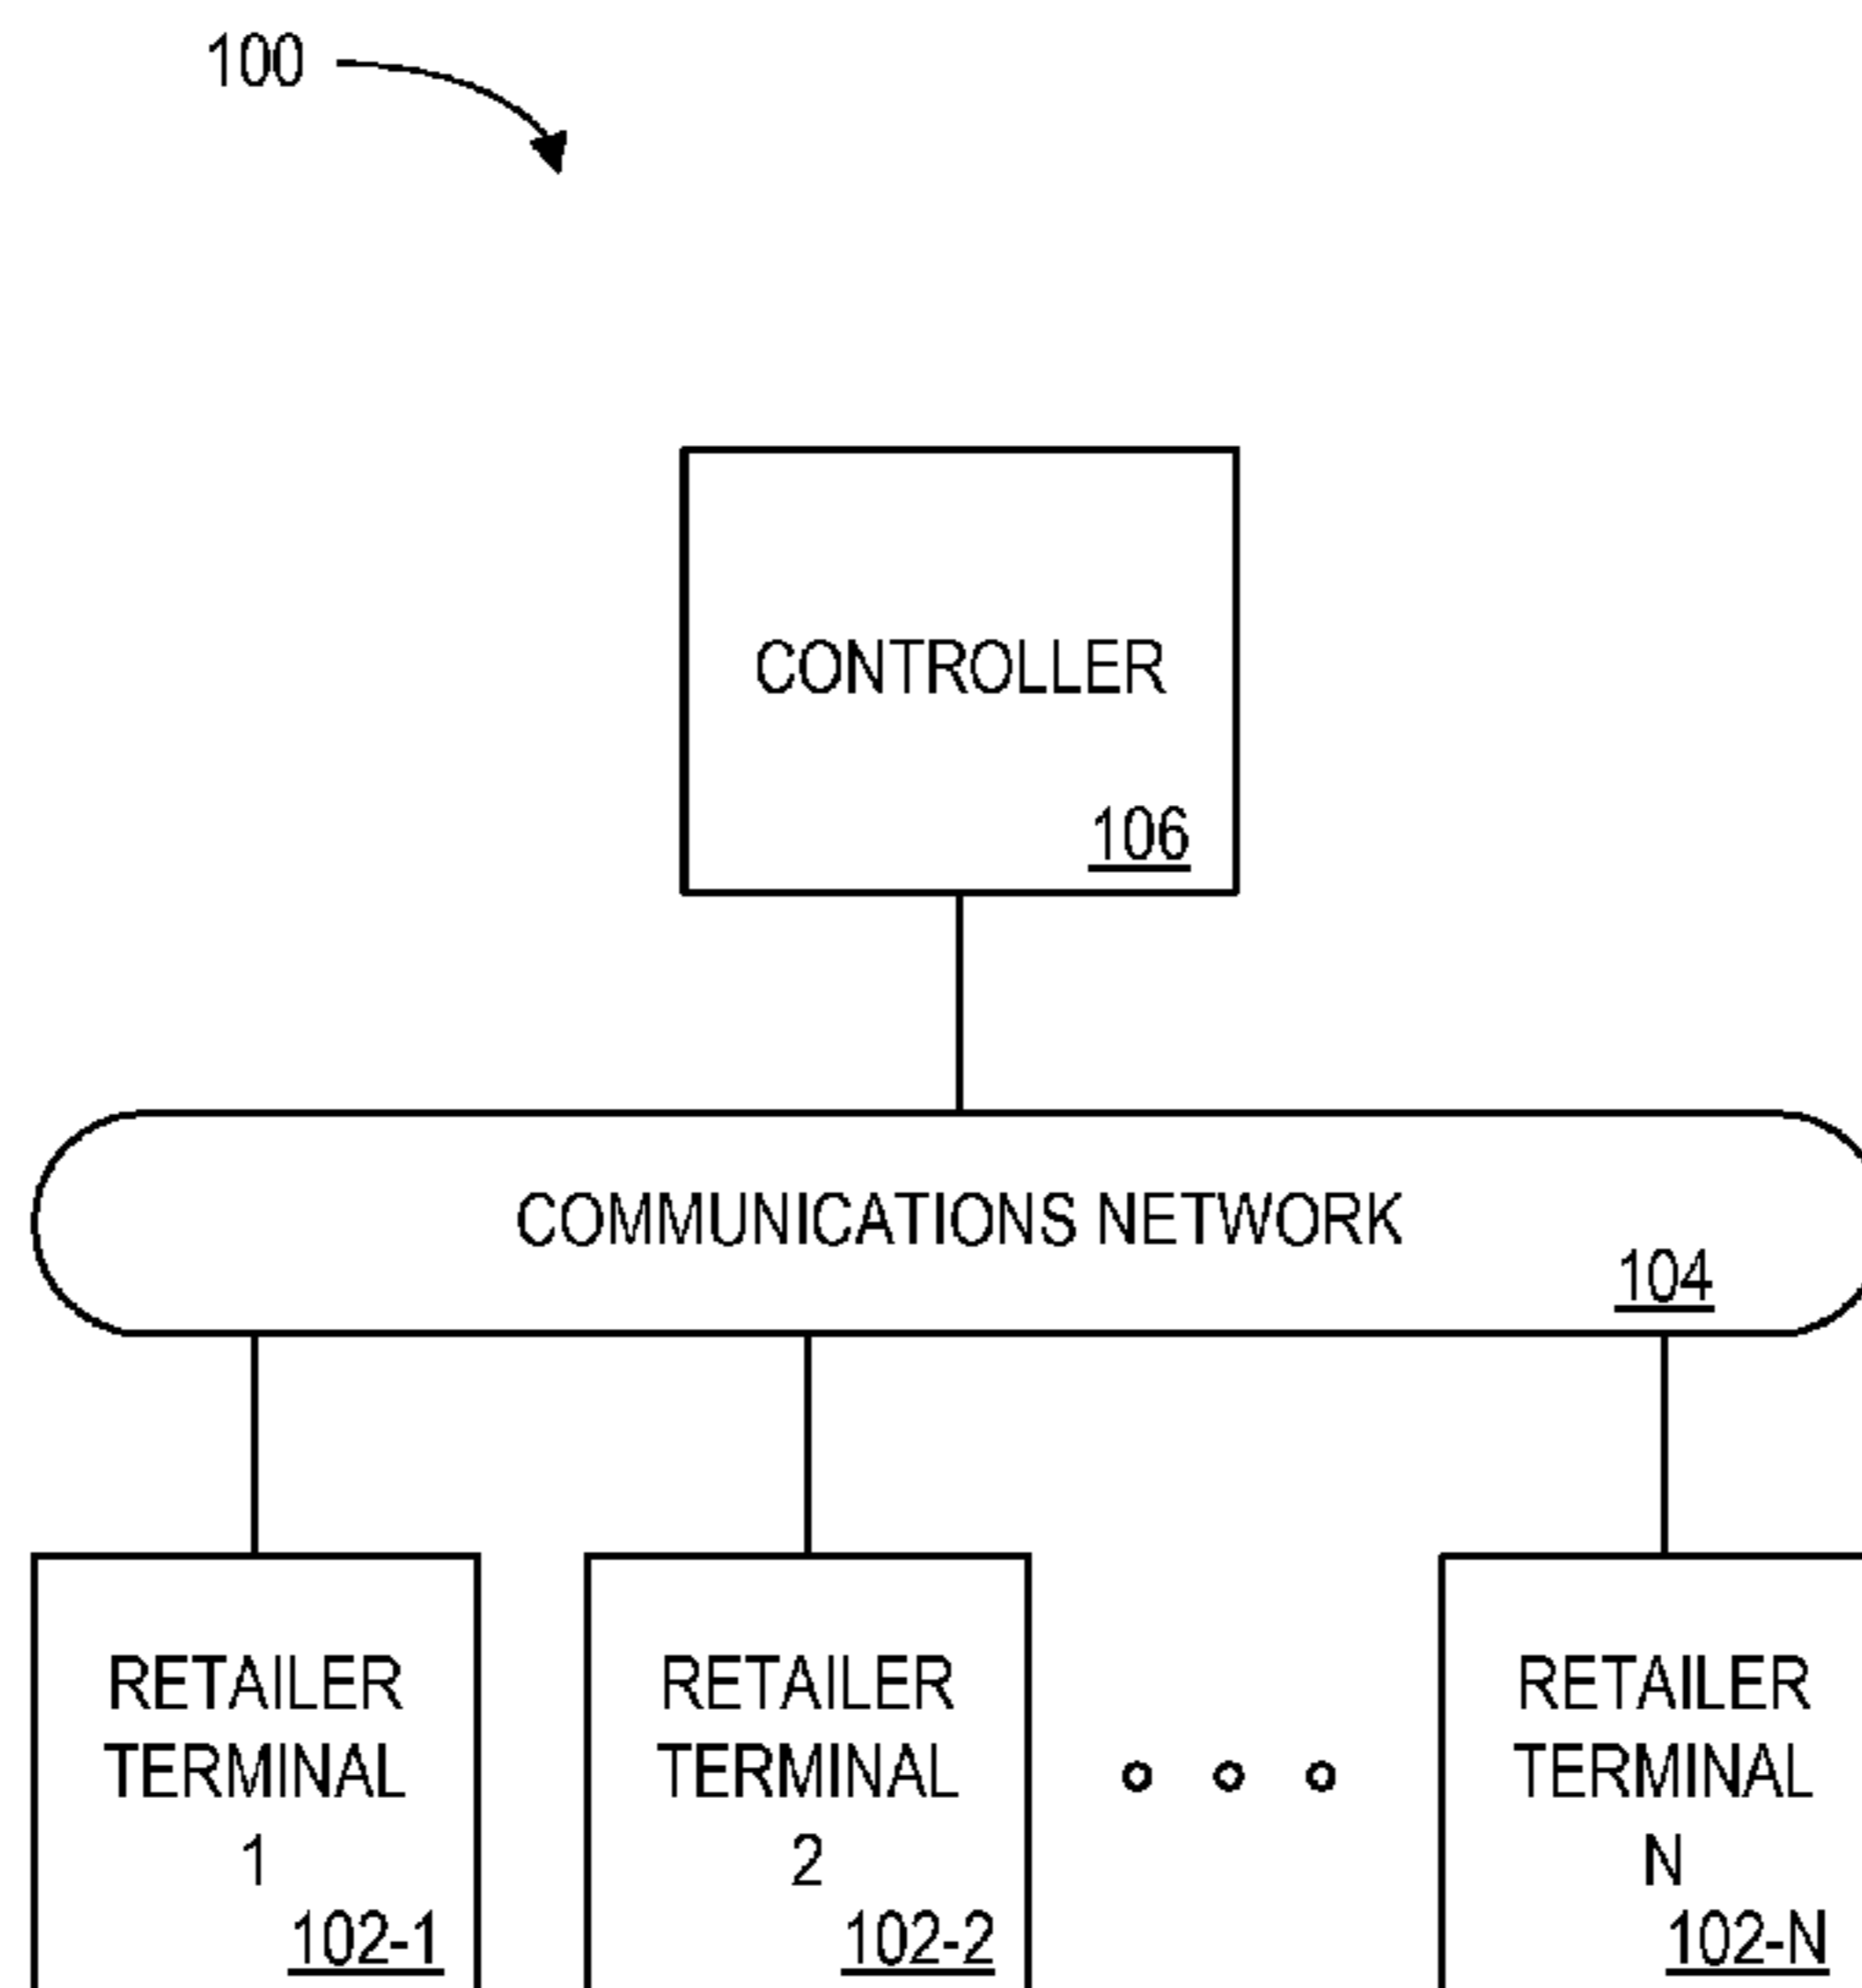 100
CONTROLLER
106
COMMUNICATIONS NETWORK
104
RETAILER
TERMINAL
1
102-1
RETAILER
TERMINAL
2
102-2
RETAILER
TERMINAL
N
102-N